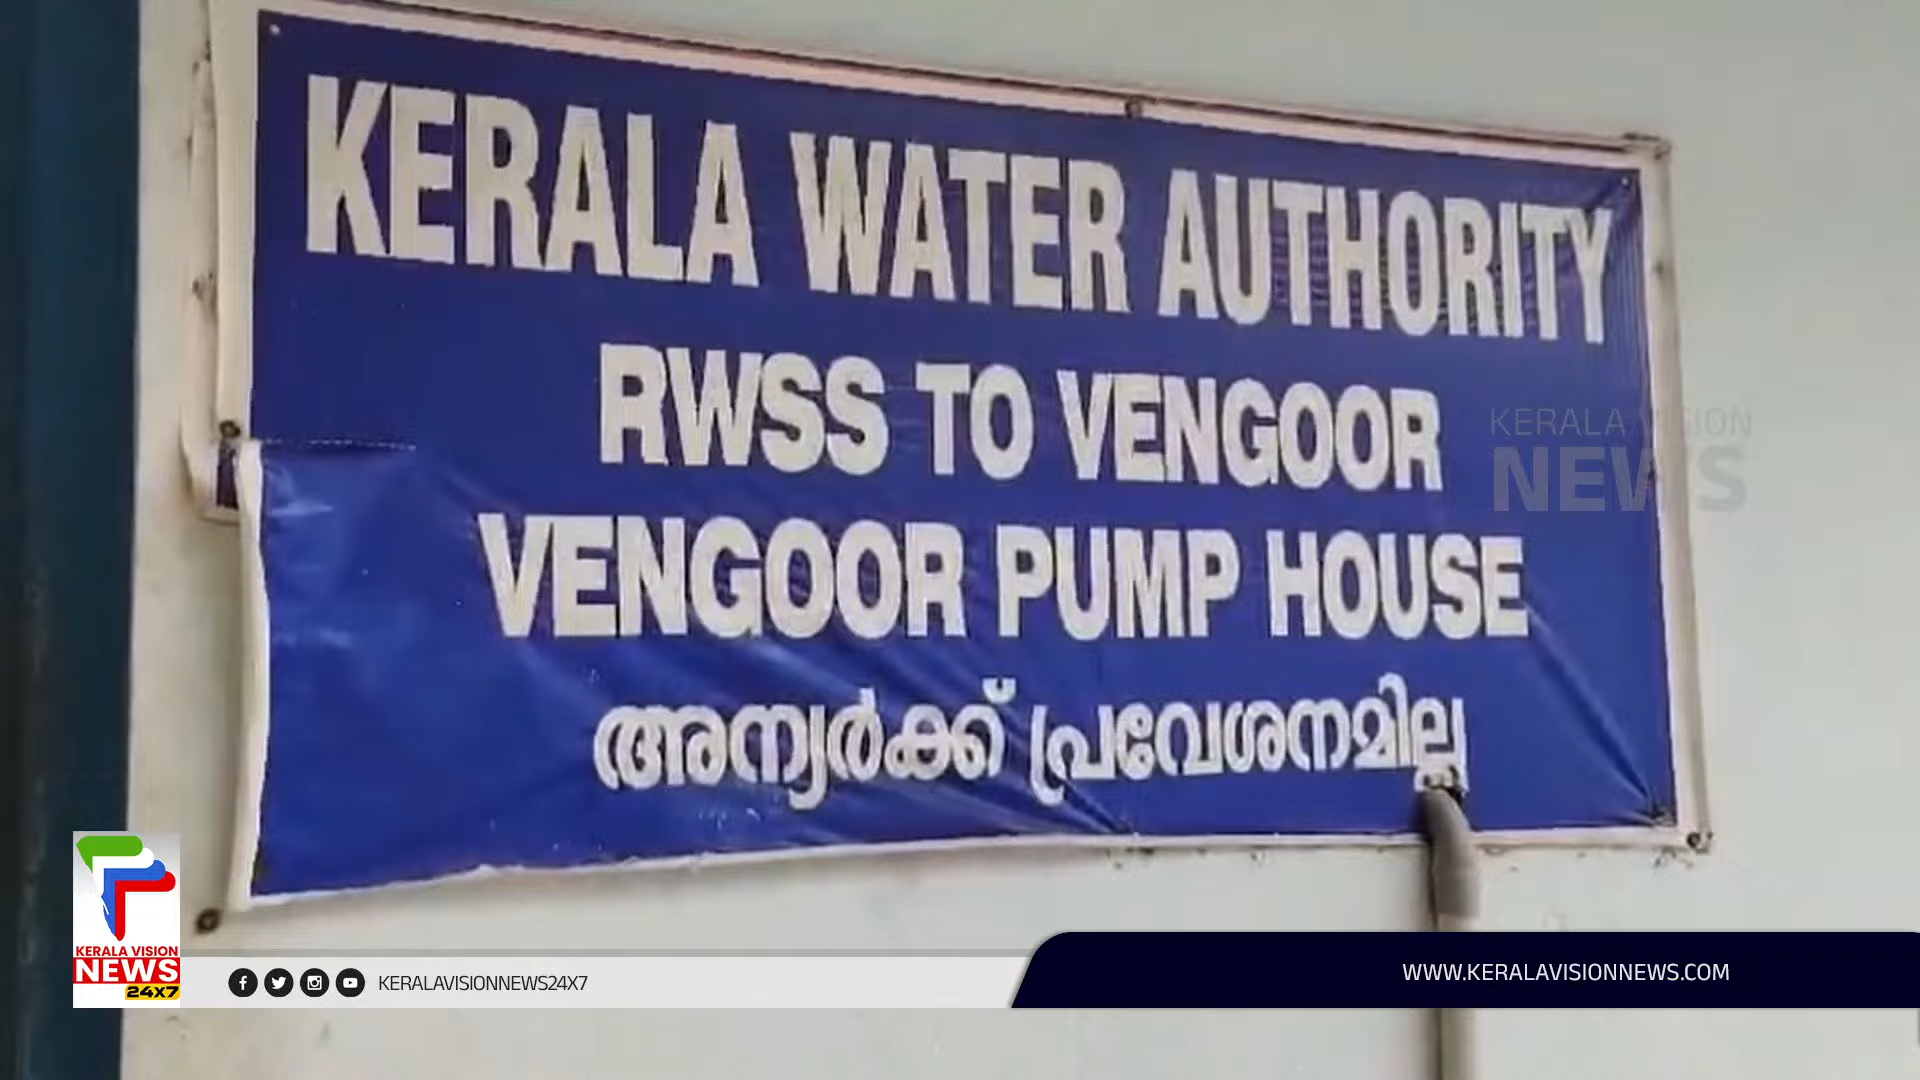 KERALA WATER AUTHORITY
RWSS TO VENGOOR
VENGOOR PUMP HOUSE
അന്യർക്ക് പ്രവേശനമില്ല
KERALA VISION
NEWS
KERALA VISION
NEWS
24X7
KERALAVISIONNEWS24X7
WWW.KERALAVISIONNEWS.COM